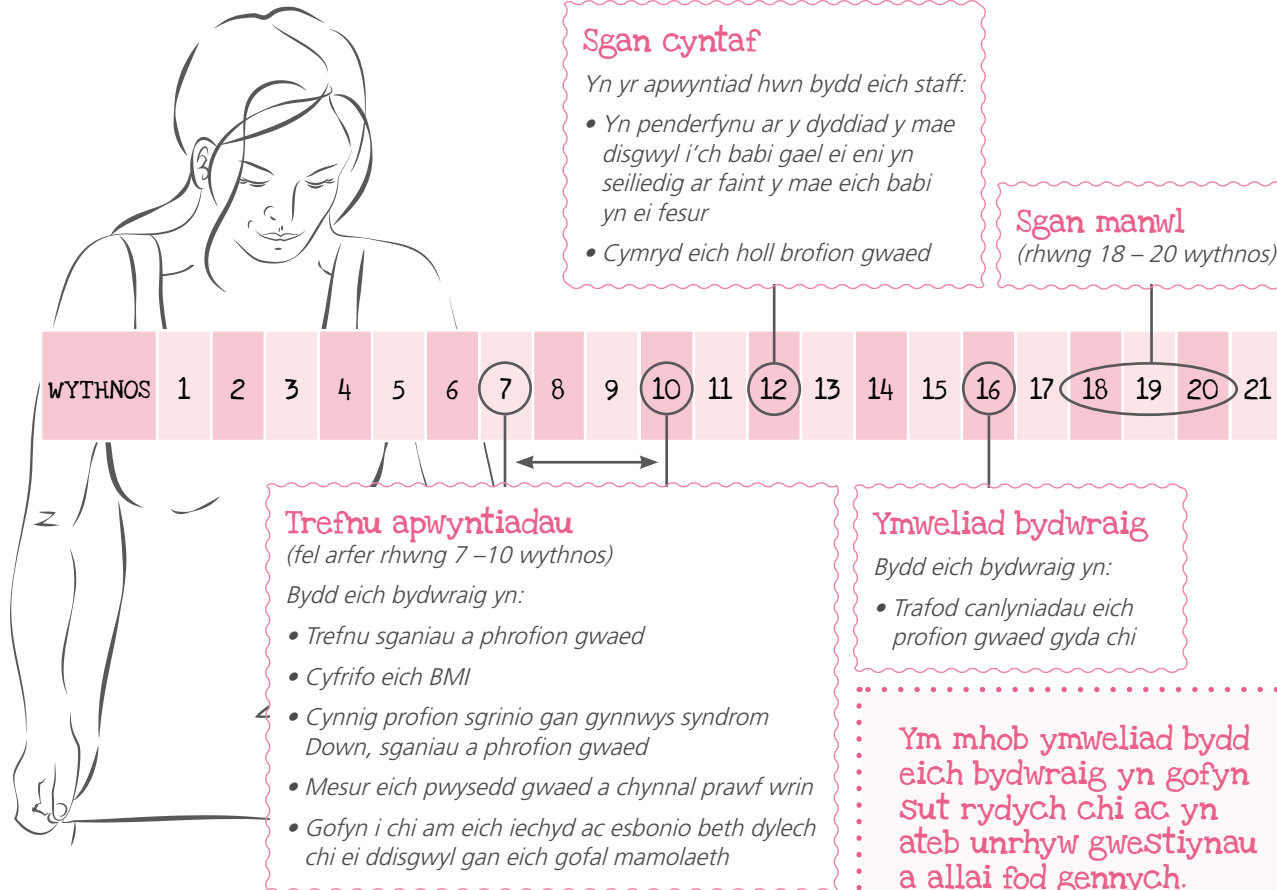 Sgan cyntaf
Yn yr apwyntiad hwn bydd eich staff:
• Yn penderfynu ar y dyddiad y mae
disgwyl i’ch babi gael ei eni yn
seiliedig ar faint y mae eich babi
yn ei fesur
• Cymryd eich holl brofion gwaed
Sgan manwl
(rhwng 18 – 20 wythnos)
WYTHNOS 1 2 3 4 5 6 7 8 9 10 11 12 13 14 15 16 17 18 19 20 21
Trefnu apwyntiadau
(fel arfer rhwng 7 –10 wythnos)
Bydd eich bydwraig yn:
• Trefnu sganiau a phrofion gwaed
• Cyfrifo eich BMI
• Cynnig profion sgrinio gan gynnwys syndrom
Down, sganiau a phrofion gwaed
• Mesur eich pwysedd gwaed a chynnal prawf wrin
• Gofyn i chi am eich iechyd ac esbonio beth dylech
chi ei ddisgwyl gan eich gofal mamolaeth
Ymweliad bydwraig
Bydd eich bydwraig yn:
• Trafod canlyniadau eich
profion gwaed gyda chi
Ym mhob ymweliad bydd
eich bydwraig yn gofyn
sut rydych chi ac yn
ateb unrhyw gwestiynau
a allai fod gennych.